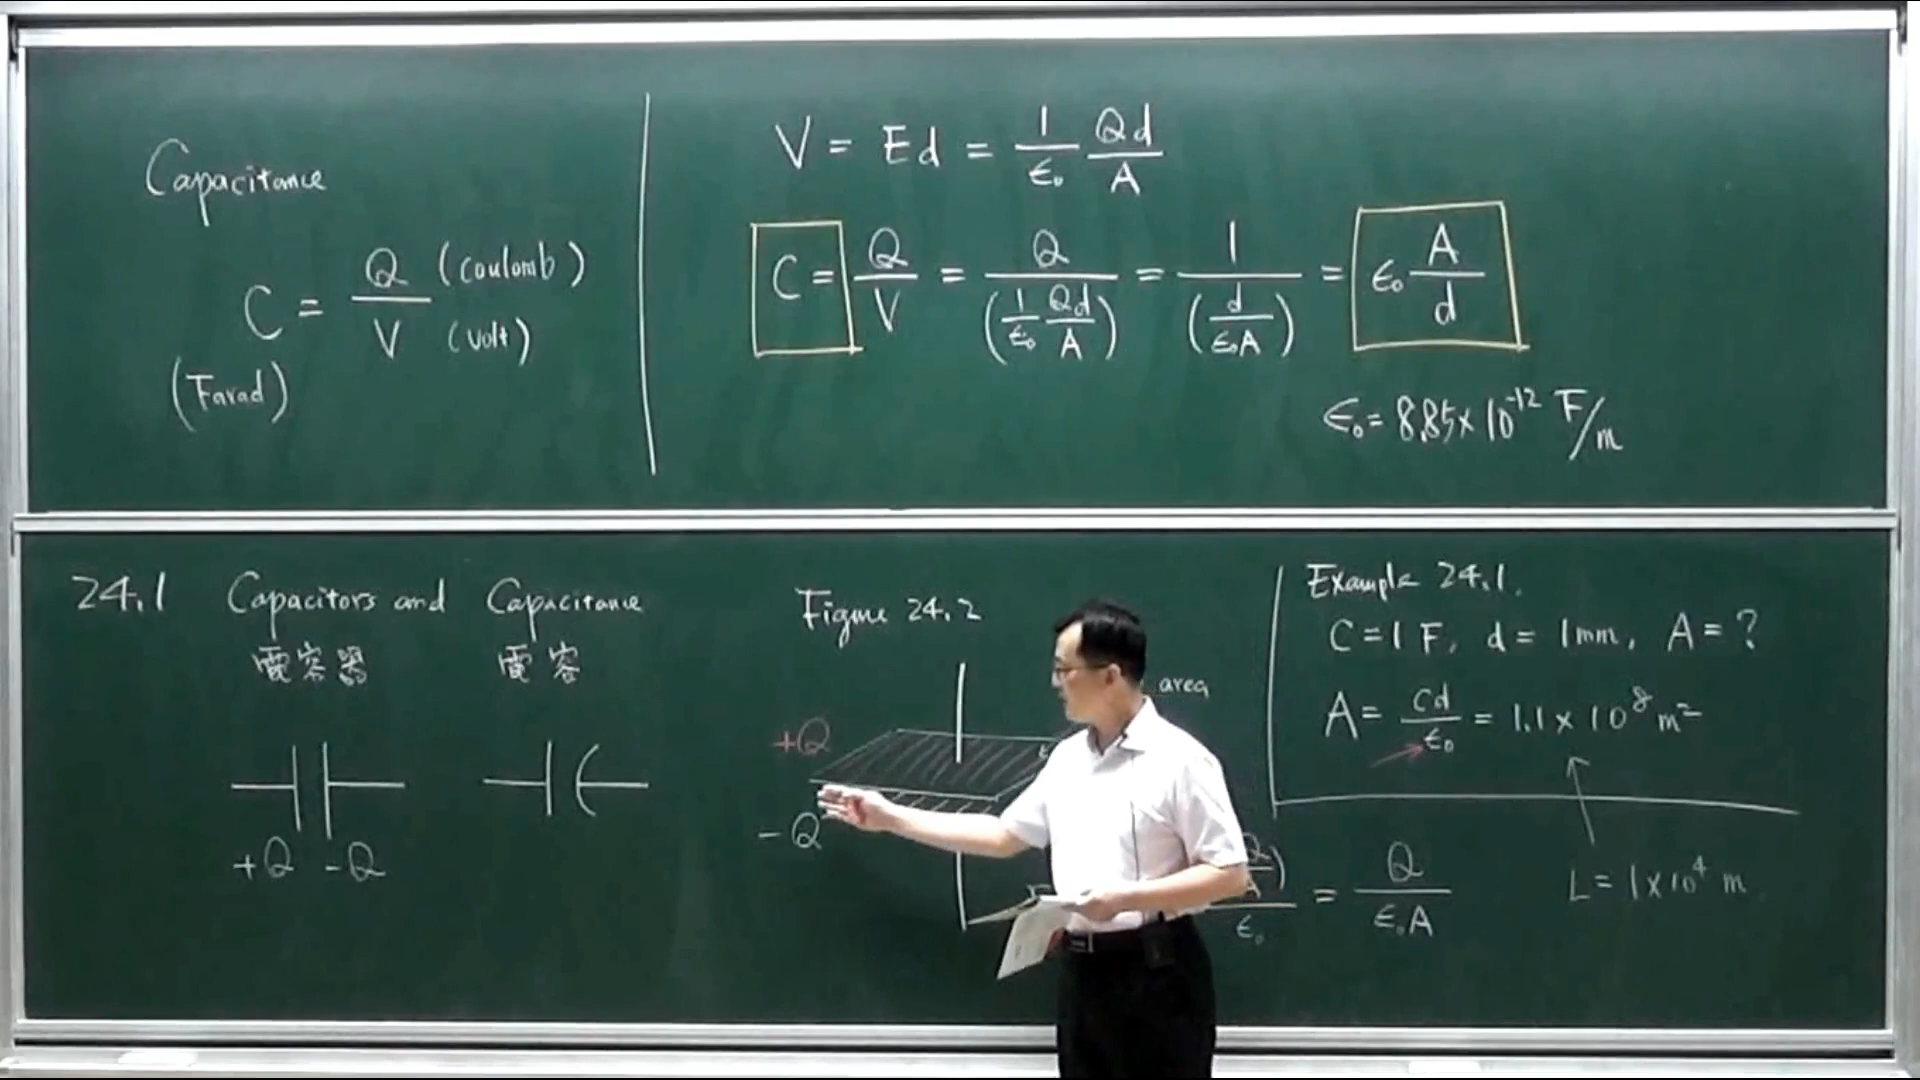 Capacitance
C = Q (coulomb) / V (volt)
(Farad)
V = Ed = 1/ϵ₀ Qd/A
C = Q/V = Q/(1/ϵ₀ Qd/A) = 1/(d/ϵ₀A) = ϵ₀ A/d
ϵ₀ = 8.85 × 10⁻¹² F/m
24.1 Capacitors and Capacitance
電容器 電容
+Q -Q
Figure 24.2
area
+Q
-Q
Example 24.1.
C = 1 F, d = 1mm, A = ?
A = Cd/ϵ₀ = 1.1 × 10⁸ m²
Q/A)/ϵ₀ = Q/ϵ₀A
L = 1 × 10⁴ m